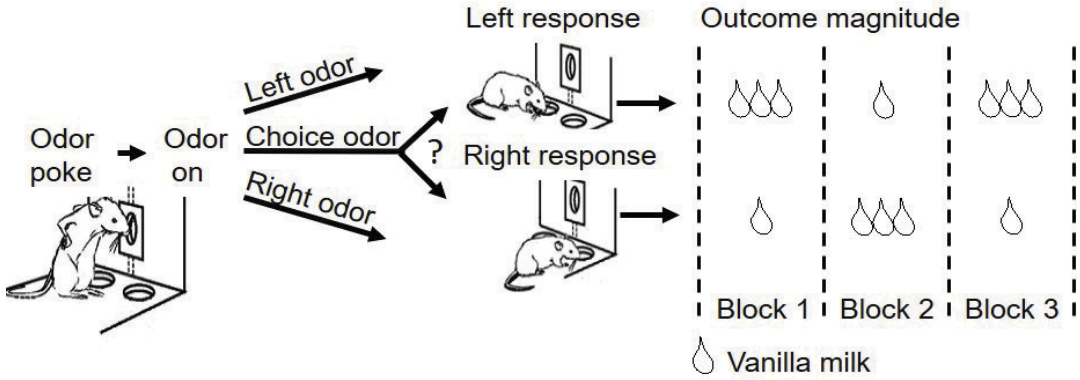 Left response
Outcome magnitude
Left odor
Odor poke
Odor on
Choice odor
?
Right response
Right odor
Block 1
Block 2
Block 3
Vanilla milk